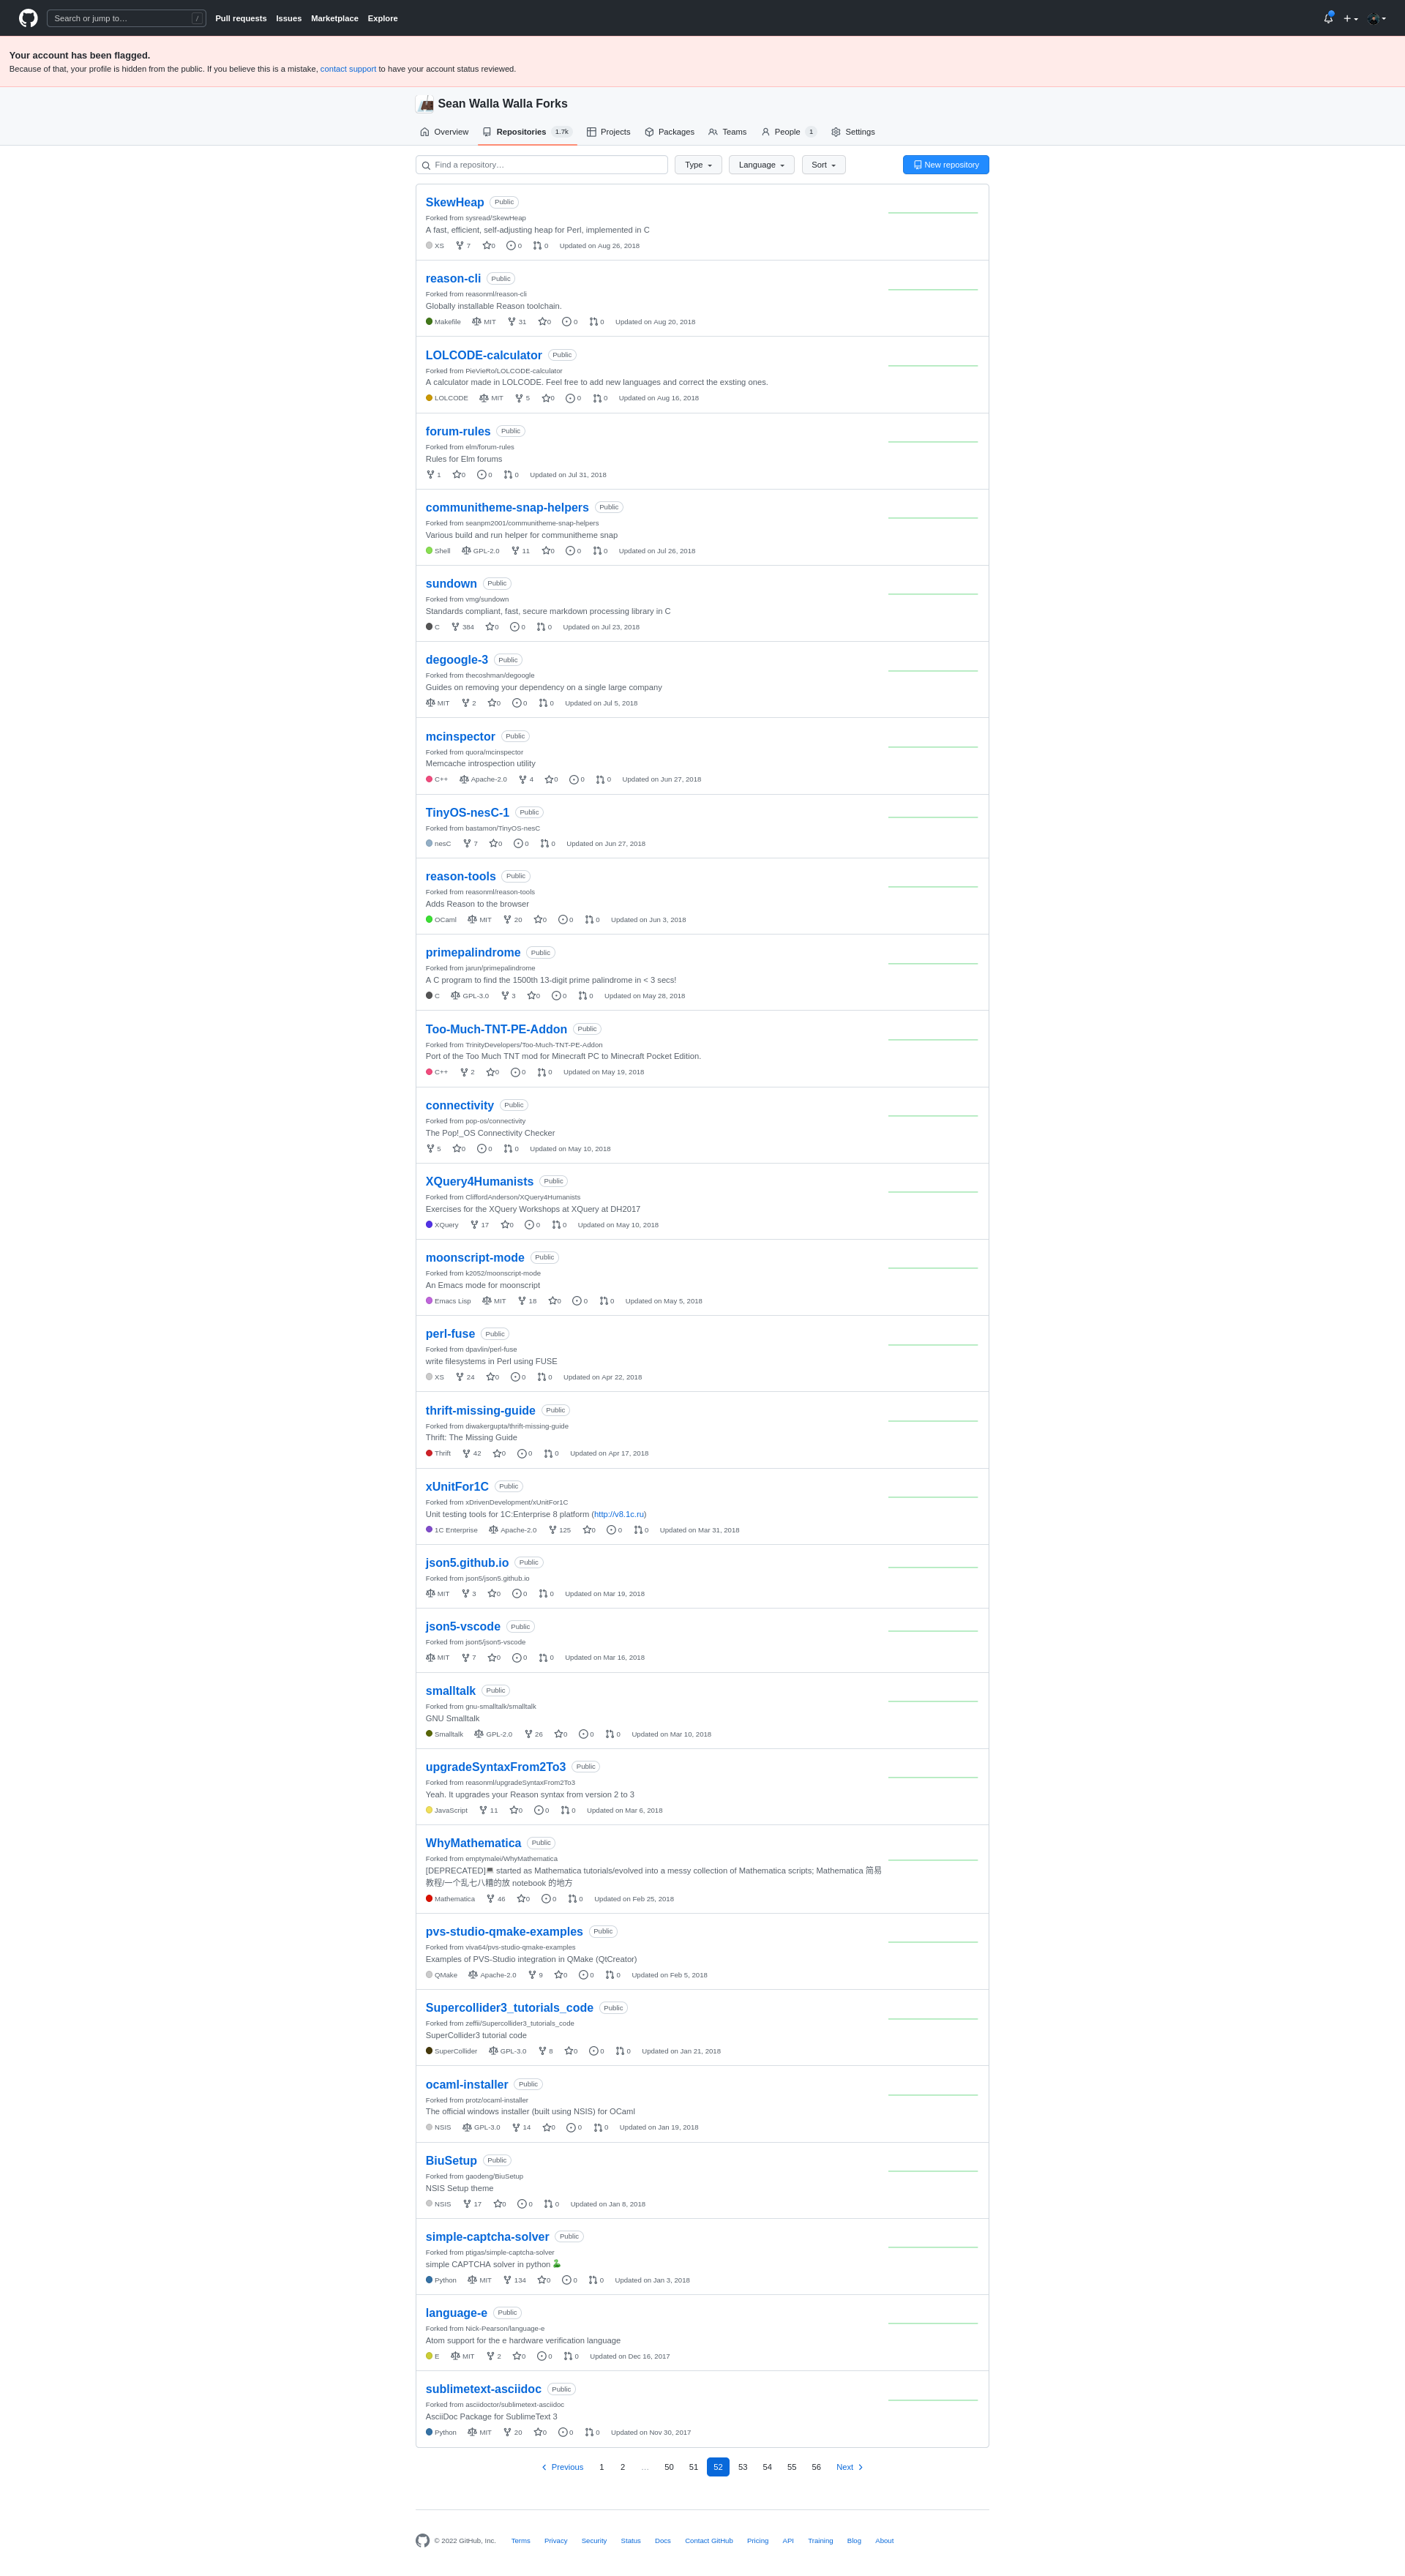 Search or jump to… /
Pull requests Issues Marketplace Explore
Your account has been flagged.
Because of that, your profile is hidden from the public. If you believe this is a mistake, contact support to have your account status reviewed.
Sean Walla Walla Forks
Overview Repositories 1.7k Projects Packages Teams People 1 Settings
Find a repository… Type Language Sort New repository
SkewHeap Public
Forked from sysread/SkewHeap
A fast, efficient, self-adjusting heap for Perl, implemented in C
XS 7 0 0 0 Updated on Aug 26, 2018
reason-cli Public
Forked from reasonml/reason-cli
Globally installable Reason toolchain.
Makefile MIT 31 0 0 0 Updated on Aug 20, 2018
LOLCODE-calculator Public
Forked from PieVieRo/LOLCODE-calculator
A calculator made in LOLCODE. Feel free to add new languages and correct the exsting ones.
LOLCODE MIT 5 0 0 0 Updated on Aug 16, 2018
forum-rules Public
Forked from elm/forum-rules
Rules for Elm forums
1 0 0 0 Updated on Jul 31, 2018
communitheme-snap-helpers Public
Forked from seanpm2001/communitheme-snap-helpers
Various build and run helper for communitheme snap
Shell GPL-2.0 11 0 0 0 Updated on Jul 26, 2018
sundown Public
Forked from vmg/sundown
Standards compliant, fast, secure markdown processing library in C
C 384 0 0 0 Updated on Jul 23, 2018
degoogle-3 Public
Forked from thecoshman/degoogle
Guides on removing your dependency on a single large company
MIT 2 0 0 0 Updated on Jul 5, 2018
mcinspector Public
Forked from quora/mcinspector
Memcache introspection utility
C++ Apache-2.0 4 0 0 0 Updated on Jun 27, 2018
TinyOS-nesC-1 Public
Forked from bastamon/TinyOS-nesC
nesC 7 0 0 0 Updated on Jun 27, 2018
reason-tools Public
Forked from reasonml/reason-tools
Adds Reason to the browser
OCaml MIT 20 0 0 0 Updated on Jun 3, 2018
primepalindrome Public
Forked from jarun/primepalindrome
A C program to find the 1500th 13-digit prime palindrome in < 3 secs!
C GPL-3.0 3 0 0 0 Updated on May 28, 2018
Too-Much-TNT-PE-Addon Public
Forked from TrinityDevelopers/Too-Much-TNT-PE-Addon
Port of the Too Much TNT mod for Minecraft PC to Minecraft Pocket Edition.
C++ 2 0 0 0 Updated on May 19, 2018
connectivity Public
Forked from pop-os/connectivity
The Pop!_OS Connectivity Checker
5 0 0 0 Updated on May 10, 2018
XQuery4Humanists Public
Forked from CliffordAnderson/XQuery4Humanists
Exercises for the XQuery Workshops at XQuery at DH2017
XQuery 17 0 0 0 Updated on May 10, 2018
moonscript-mode Public
Forked from k2052/moonscript-mode
An Emacs mode for moonscript
Emacs Lisp MIT 18 0 0 0 Updated on May 5, 2018
perl-fuse Public
Forked from dpavlin/perl-fuse
write filesystems in Perl using FUSE
XS 24 0 0 0 Updated on Apr 22, 2018
thrift-missing-guide Public
Forked from diwakergupta/thrift-missing-guide
Thrift: The Missing Guide
Thrift 42 0 0 0 Updated on Apr 17, 2018
xUnitFor1C Public
Forked from xDrivenDevelopment/xUnitFor1C
Unit testing tools for 1C:Enterprise 8 platform (http://v8.1c.ru)
1C Enterprise Apache-2.0 125 0 0 0 Updated on Mar 31, 2018
json5.github.io Public
Forked from json5/json5.github.io
MIT 3 0 0 0 Updated on Mar 19, 2018
json5-vscode Public
Forked from json5/json5-vscode
MIT 7 0 0 0 Updated on Mar 16, 2018
smalltalk Public
Forked from gnu-smalltalk/smalltalk
GNU Smalltalk
Smalltalk GPL-2.0 26 0 0 0 Updated on Mar 10, 2018
upgradeSyntaxFrom2To3 Public
Forked from reasonml/upgradeSyntaxFrom2To3
Yeah. It upgrades your Reason syntax from version 2 to 3
JavaScript 11 0 0 0 Updated on Mar 6, 2018
WhyMathematica Public
Forked from emptymalei/WhyMathematica
[DEPRECATED] started as Mathematica tutorials/evolved into a messy collection of Mathematica scripts; Mathematica 简易
教程/一个乱七八糟的放 notebook 的地方
Mathematica 46 0 0 0 Updated on Feb 25, 2018
pvs-studio-qmake-examples Public
Forked from viva64/pvs-studio-qmake-examples
Examples of PVS-Studio integration in QMake (QtCreator)
QMake Apache-2.0 9 0 0 0 Updated on Feb 5, 2018
Supercollider3_tutorials_code Public
Forked from zeffii/Supercollider3_tutorials_code
SuperCollider3 tutorial code
SuperCollider GPL-3.0 8 0 0 0 Updated on Jan 21, 2018
ocaml-installer Public
Forked from protz/ocaml-installer
The official windows installer (built using NSIS) for OCaml
NSIS GPL-3.0 14 0 0 0 Updated on Jan 19, 2018
BiuSetup Public
Forked from gaodeng/BiuSetup
NSIS Setup theme
NSIS 17 0 0 0 Updated on Jan 8, 2018
simple-captcha-solver Public
Forked from ptigas/simple-captcha-solver
simple CAPTCHA solver in python
Python MIT 134 0 0 0 Updated on Jan 3, 2018
language-e Public
Forked from Nick-Pearson/language-e
Atom support for the e hardware verification language
E MIT 2 0 0 0 Updated on Dec 16, 2017
sublimetext-asciidoc Public
Forked from asciidoctor/sublimetext-asciidoc
AsciiDoc Package for SublimeText 3
Python MIT 20 0 0 0 Updated on Nov 30, 2017
Previous 1 2 … 50 51 52 53 54 55 56 Next
© 2022 GitHub, Inc. Terms Privacy Security Status Docs Contact GitHub Pricing API Training Blog About